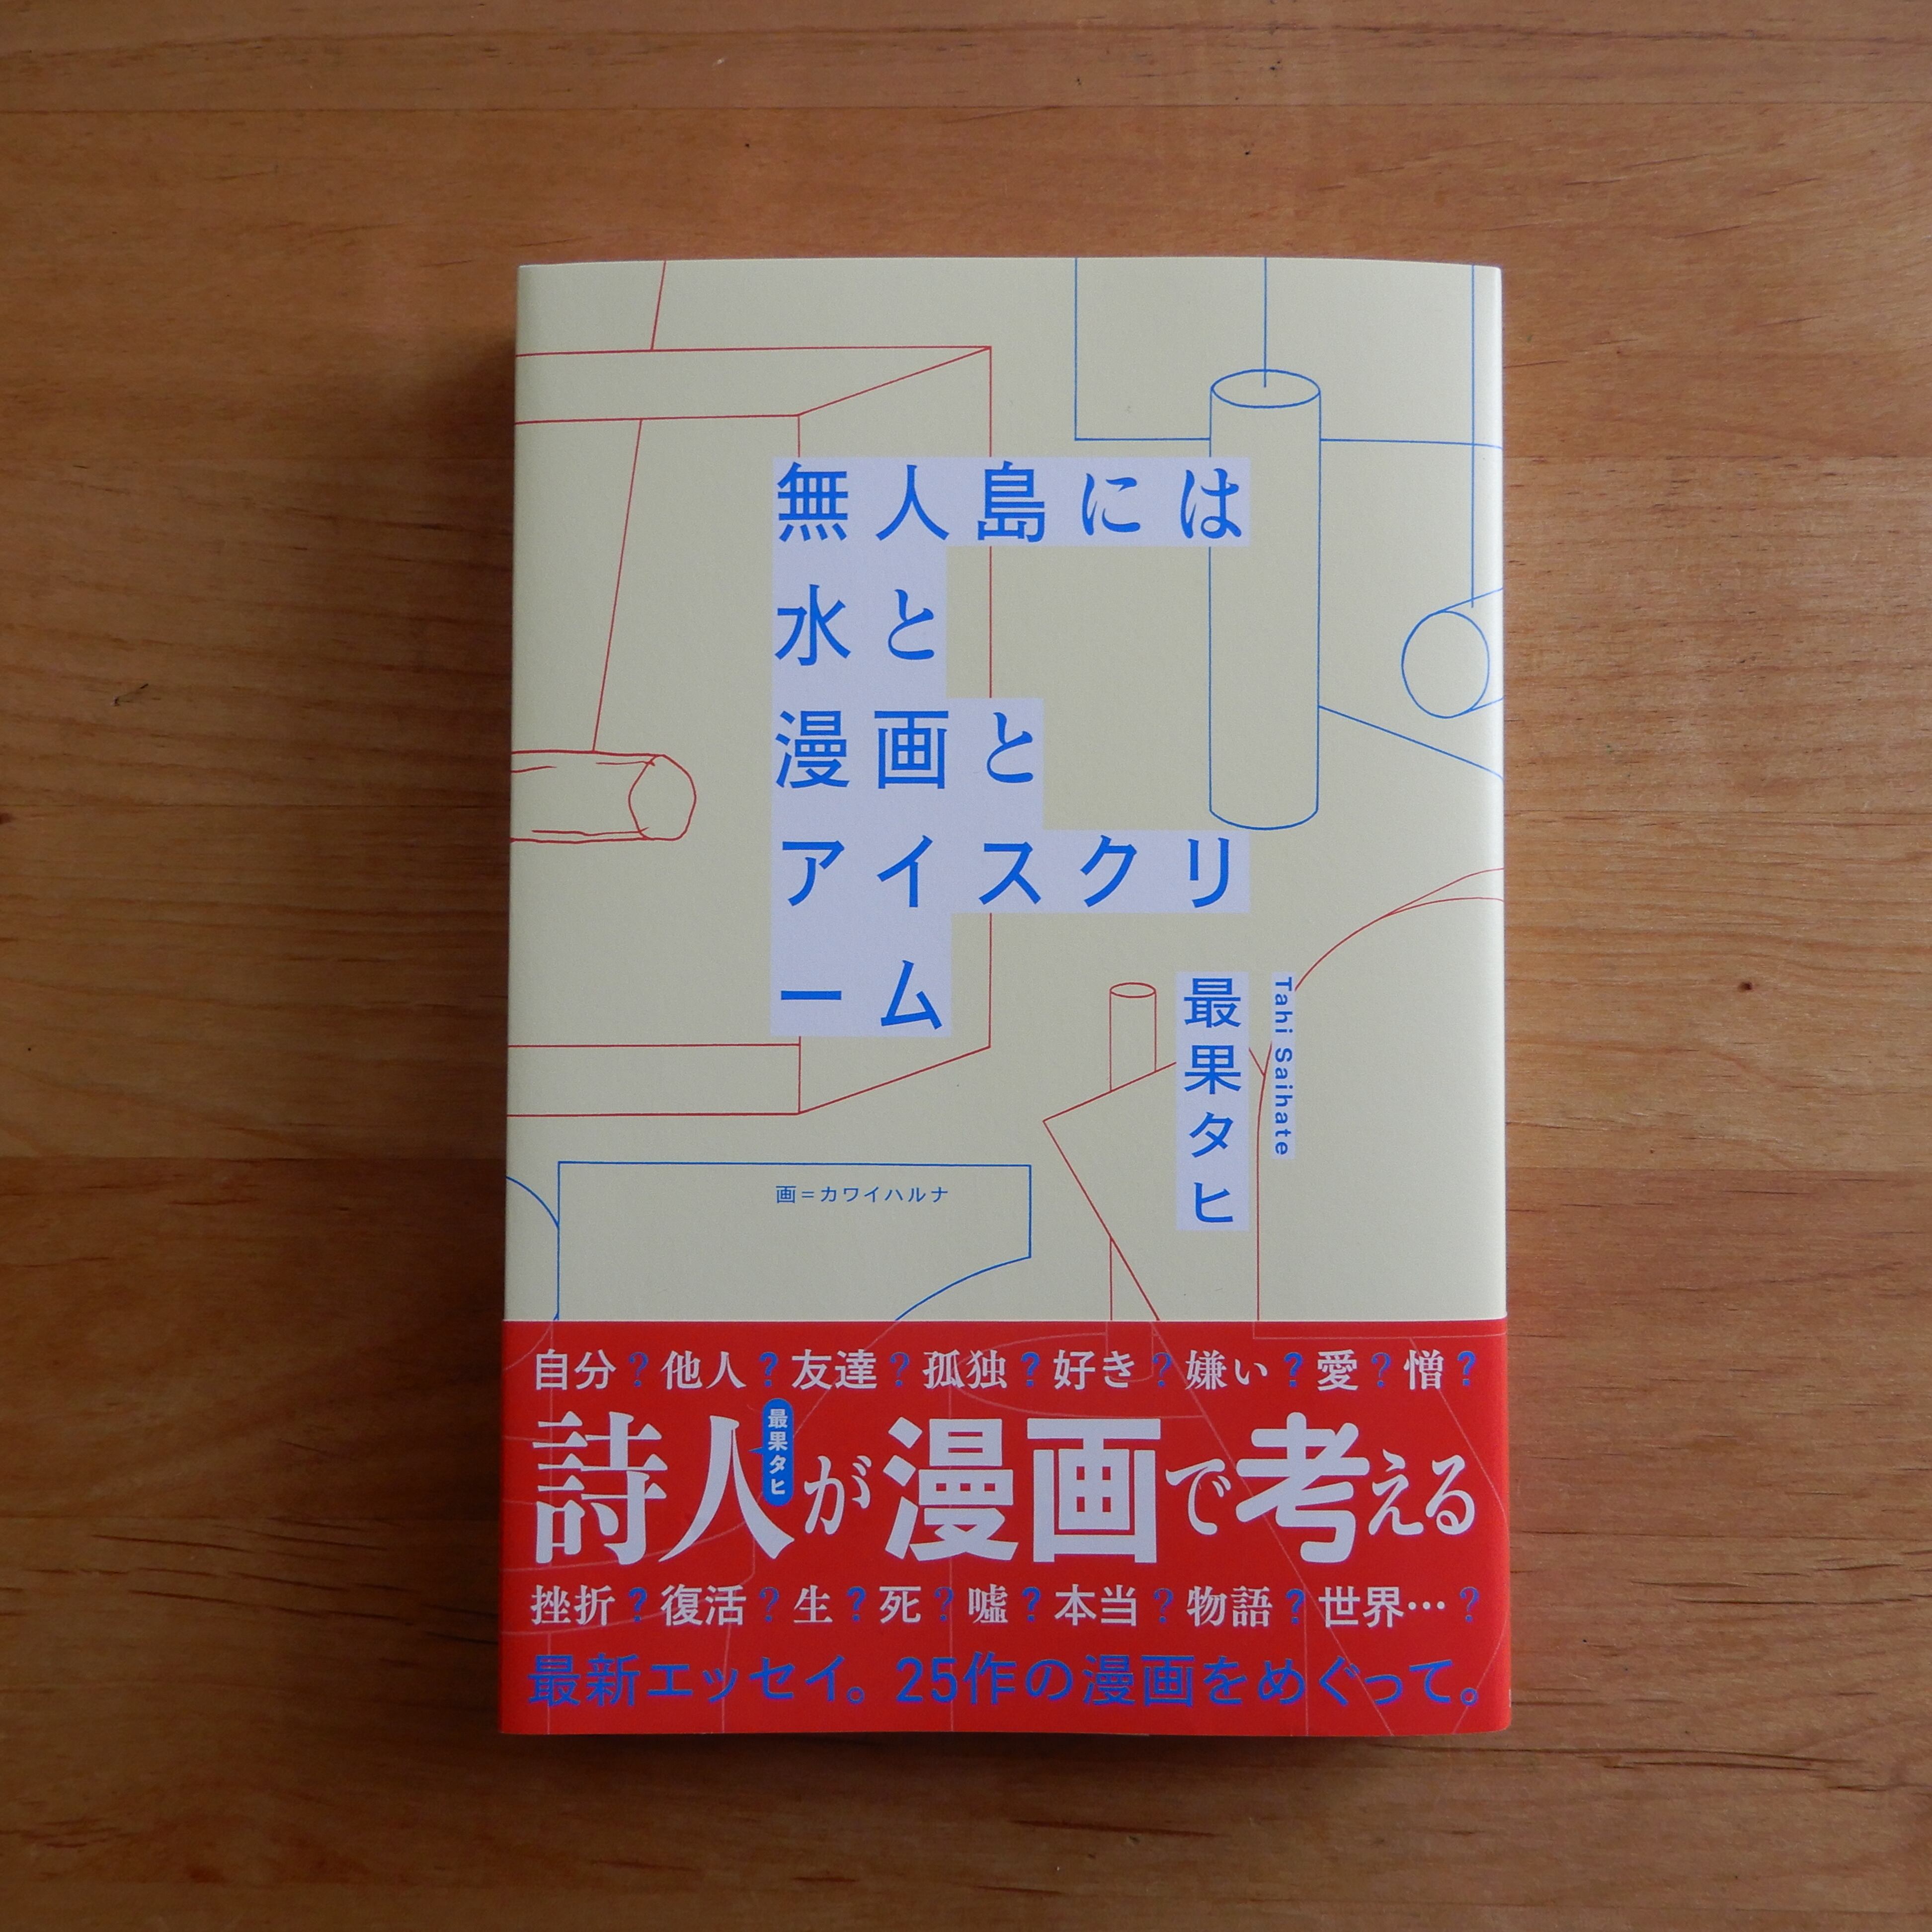 無人島には
水と
漫画と
アイスクリ
ーム
最果タヒ
Tahi Saihate
画=カワイハルナ
自分?他人?友達?孤独?好き?嫌い?愛?憎?
詩人が漫画で考える
最果タヒ
挫折?復活?生?死?嘘?本当?物語?世界…?
最新エッセイ。25作の漫画をめぐって。